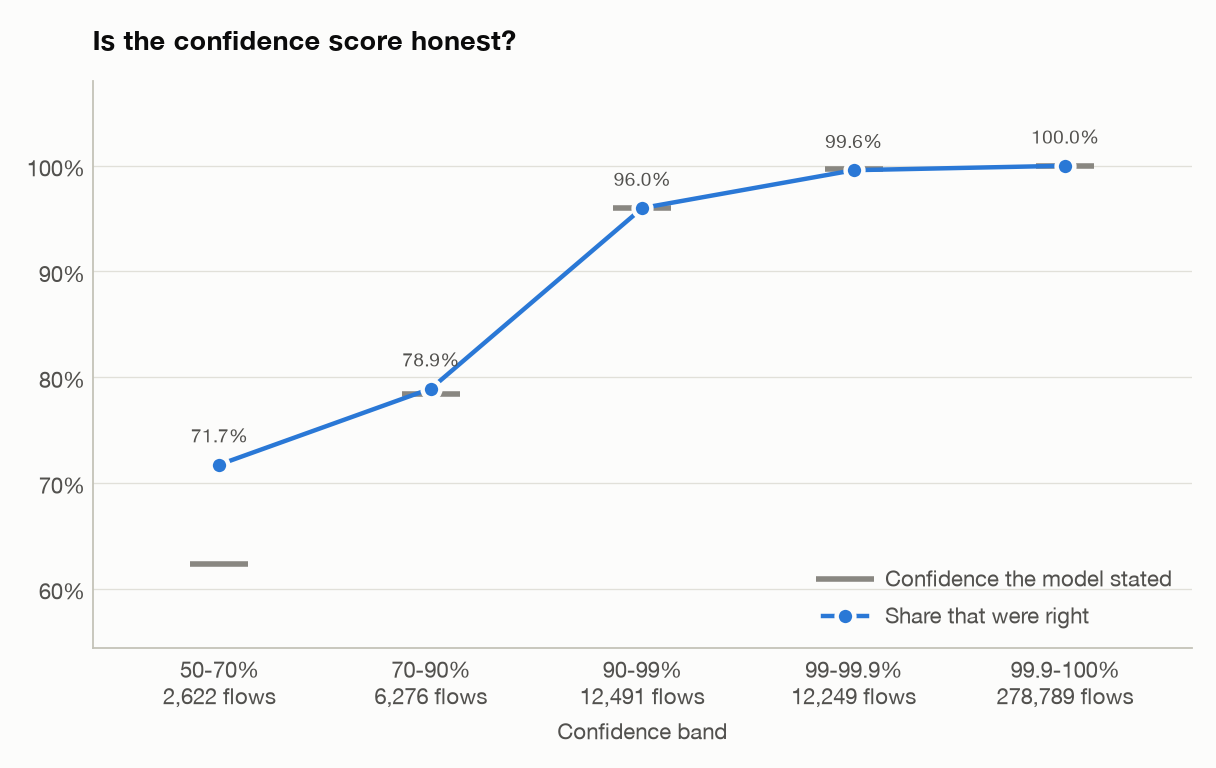 Is the confidence score honest?
100%
90%
80%
70%
60%
71.7%
78.9%
96.0%
99.6%
100.0%
Confidence the model stated
Share that were right
50-70%
2,622 flows
70-90%
6,276 flows
90-99%
12,491 flows
99-99.9%
12,249 flows
99.9-100%
278,789 flows
Confidence band